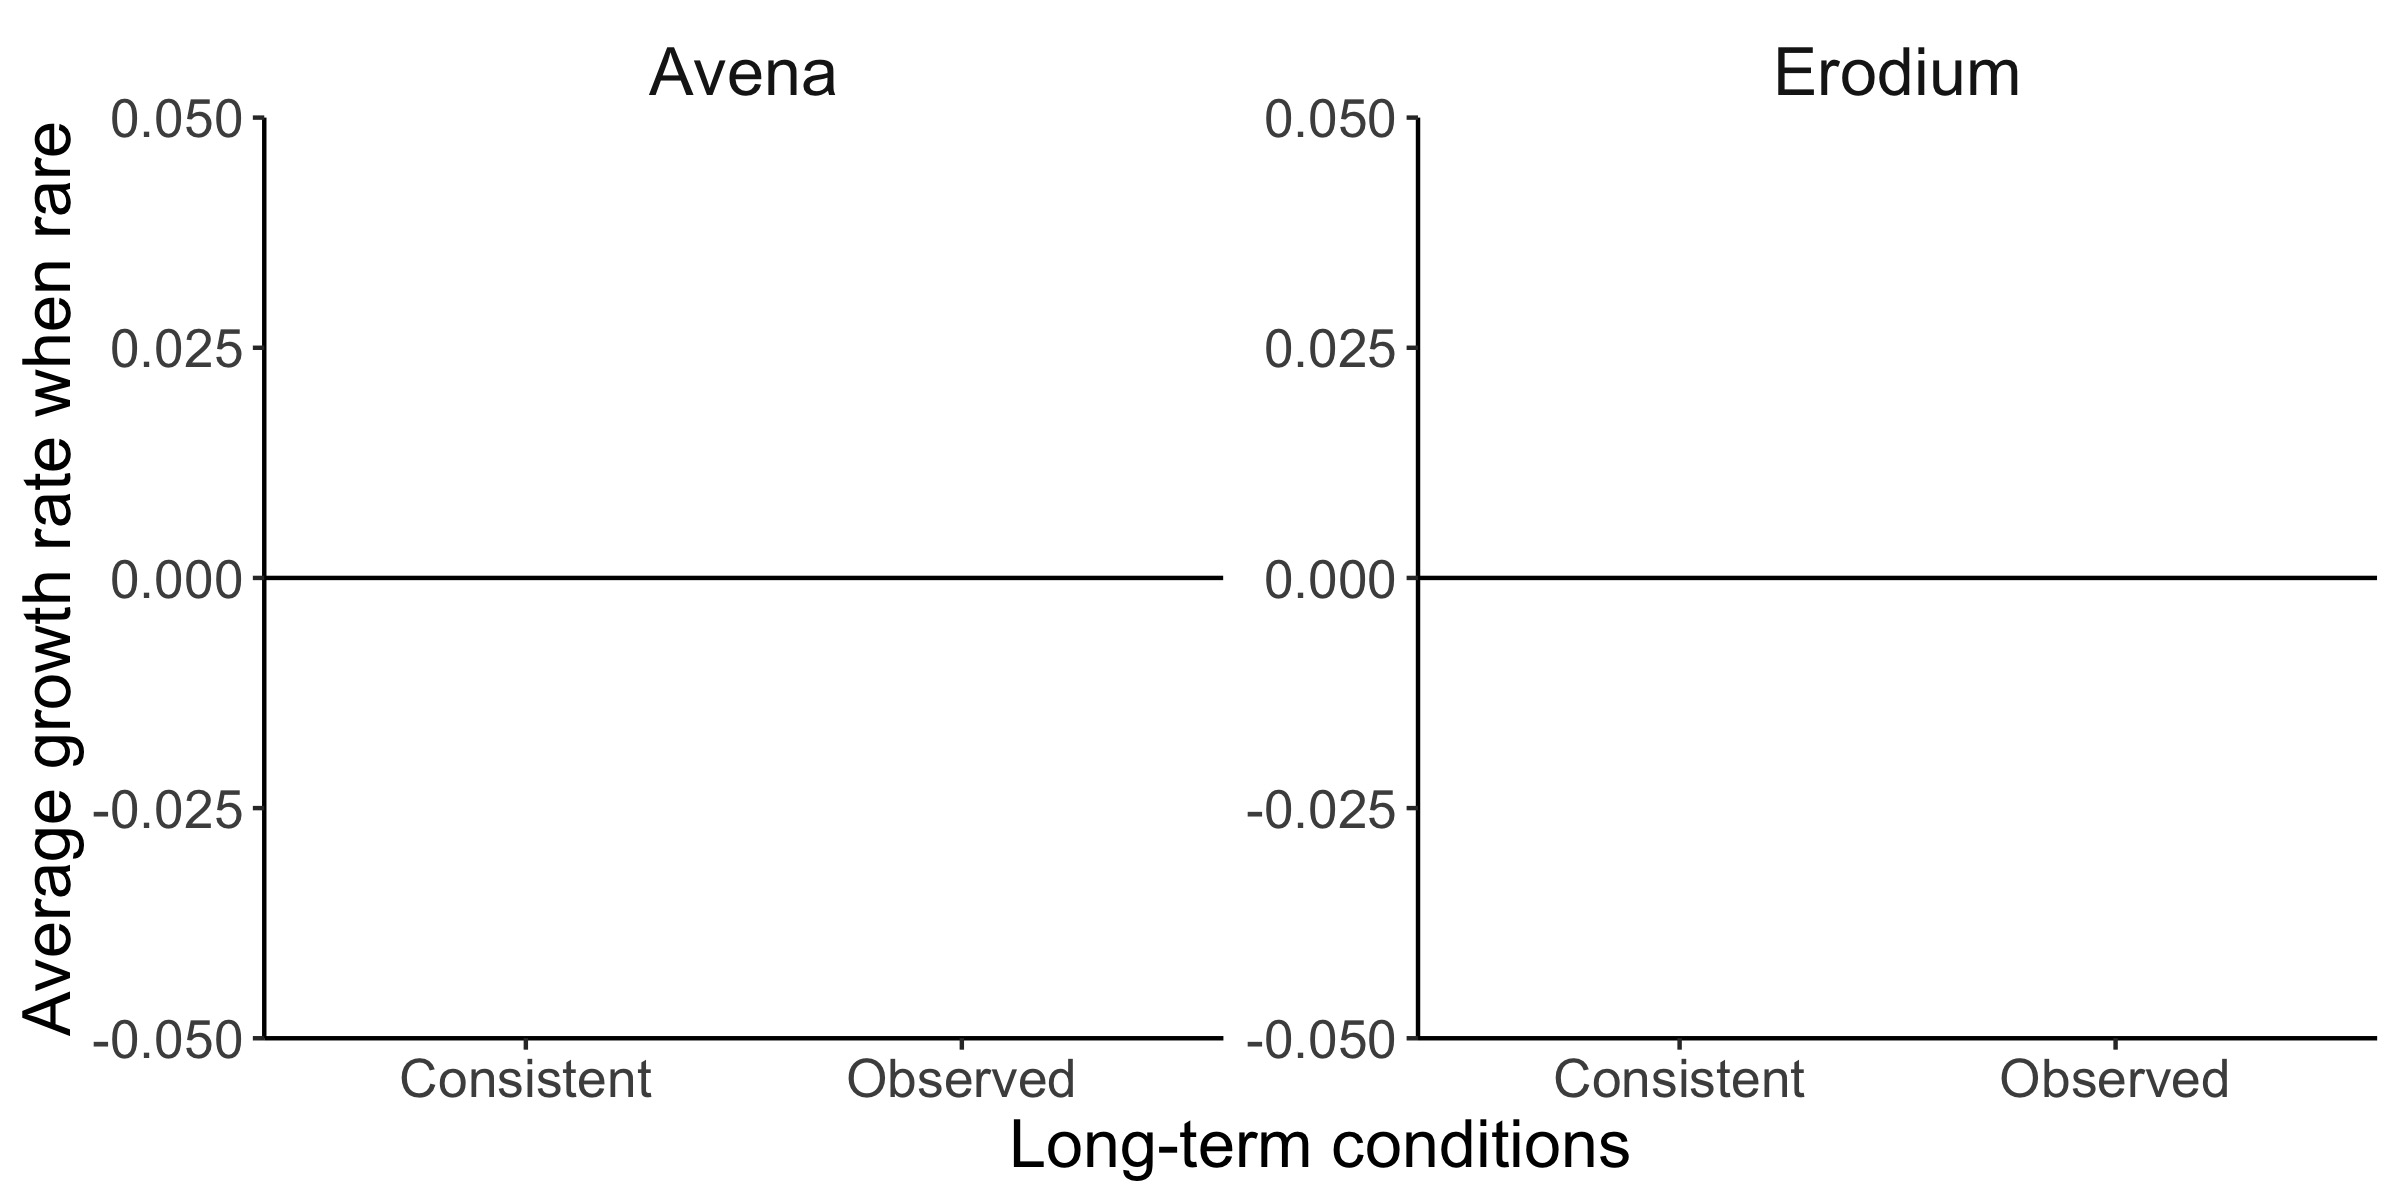 Avena
Erodium
Average growth rate when rare
0.050
0.025
0.000
-0.025
-0.050
0.050
0.025
0.000
-0.025
-0.050
Consistent
Observed
Consistent
Observed
Long-term conditions